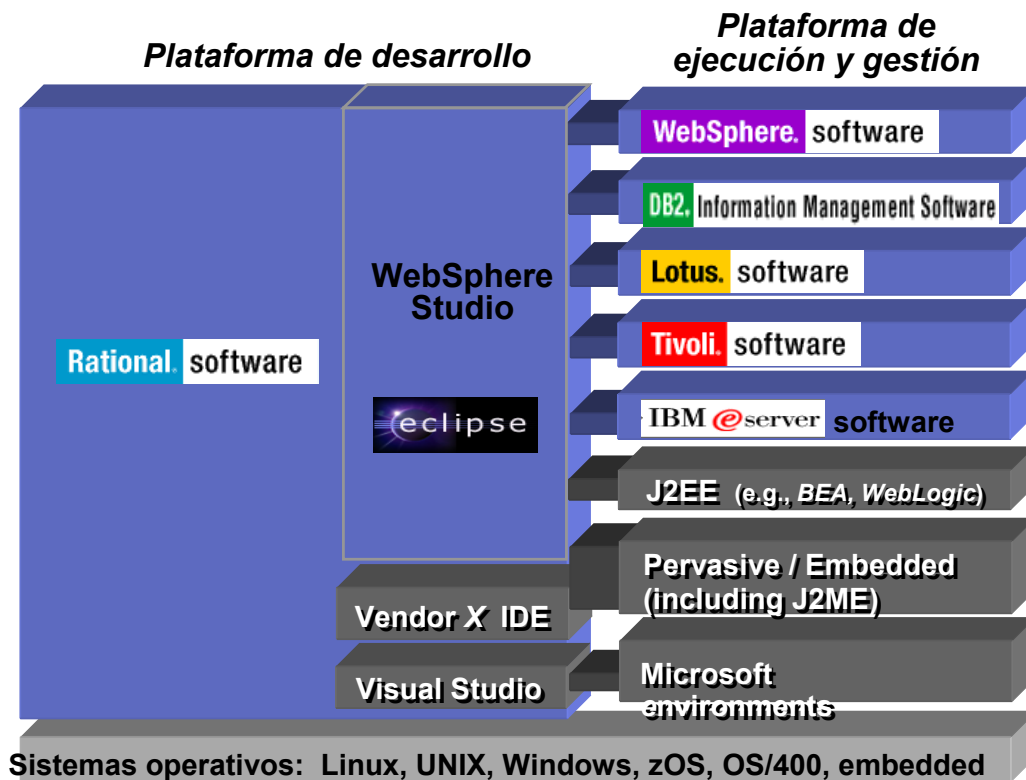 Plataforma de desarrollo
Plataforma de
ejecución y gestión
Rational. software
WebSphere
Studio
eclipse
Vendor X IDE
Visual Studio
WebSphere. software
DB2. Information Management Software
Lotus. software
Tivoli. software
IBM @server software
J2EE (e.g., BEA, WebLogic)
Pervasive / Embedded
(including J2ME)
Microsoft
environments
Sistemas operativos: Linux, UNIX, Windows, zOS, OS/400, embedded